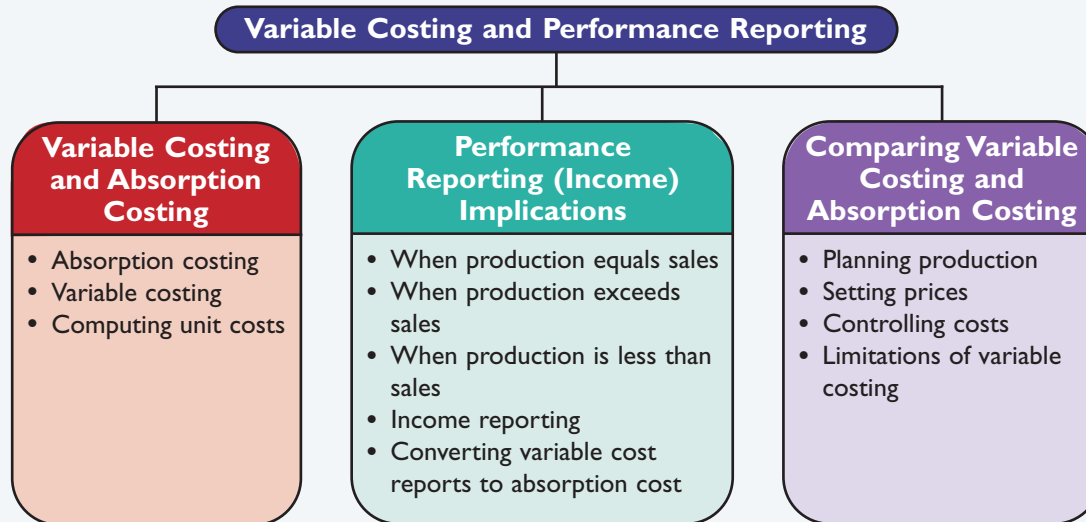 Variable Costing and Performance Reporting
Variable Costing
and Absorption
Costing
• Absorption costing
• Variable costing
• Computing unit costs
Performance
Reporting (Income)
Implications
• When production equals sales
• When production exceeds
sales
• When production is less than
sales
• Income reporting
• Converting variable cost
reports to absorption cost
Comparing Variable
Costing and
Absorption Costing
• Planning production
• Setting prices
• Controlling costs
• Limitations of variable
costing